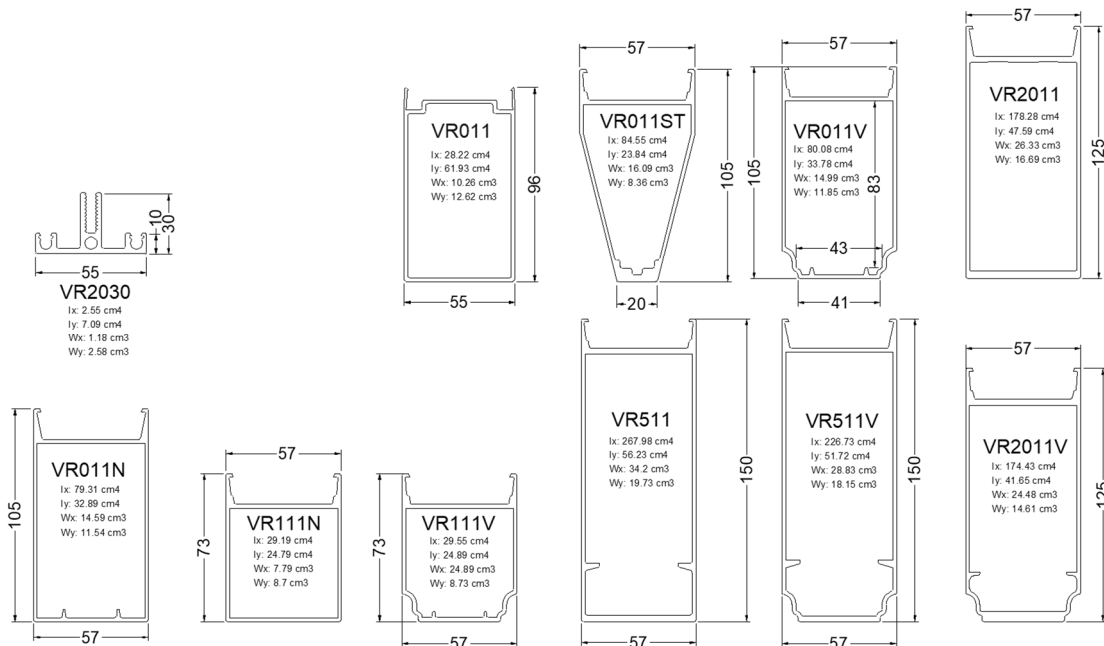 57
125
VR2011
Ix: 178.28 cm4
Iy: 47.59 cm4
Wx: 26.33 cm3
Wy: 16.69 cm3
57
105
VR011ST
Ix: 84.55 cm4
Iy: 23.84 cm4
Wx: 16.09 cm3
Wy: 8.36 cm3
20
57
105
VR011V
Ix: 80.08 cm4
Iy: 33.78 cm4
Wx: 14.99 cm3
Wy: 11.85 cm3
83
43
41
VR011
Ix: 28.22 cm4
Iy: 61.93 cm4
Wx: 10.26 cm3
Wy: 12.62 cm3
96
55
10
30
55
VR2030
Ix: 2.55 cm4
Iy: 7.09 cm4
Wx: 1.18 cm3
Wy: 2.58 cm3
105
VR011N
Ix: 79.31 cm4
Iy: 32.89 cm4
Wx: 14.59 cm3
Wy: 11.54 cm3
57
57
73
VR111N
Ix: 29.19 cm4
Iy: 24.79 cm4
Wx: 7.79 cm3
Wy: 8.7 cm3
73
VR111V
Ix: 29.55 cm4
Iy: 24.89 cm4
Wx: 24.89 cm3
Wy: 8.73 cm3
57
VR511
Ix: 267.98 cm4
Iy: 56.23 cm4
Wx: 34.2 cm3
Wy: 19.73 cm3
150
57
VR511V
Ix: 226.73 cm4
Iy: 51.72 cm4
Wx: 28.83 cm3
Wy: 18.15 cm3
150
57
57
VR2011V
Ix: 174.43 cm4
Iy: 41.65 cm4
Wx: 24.48 cm3
Wy: 14.61 cm3
125